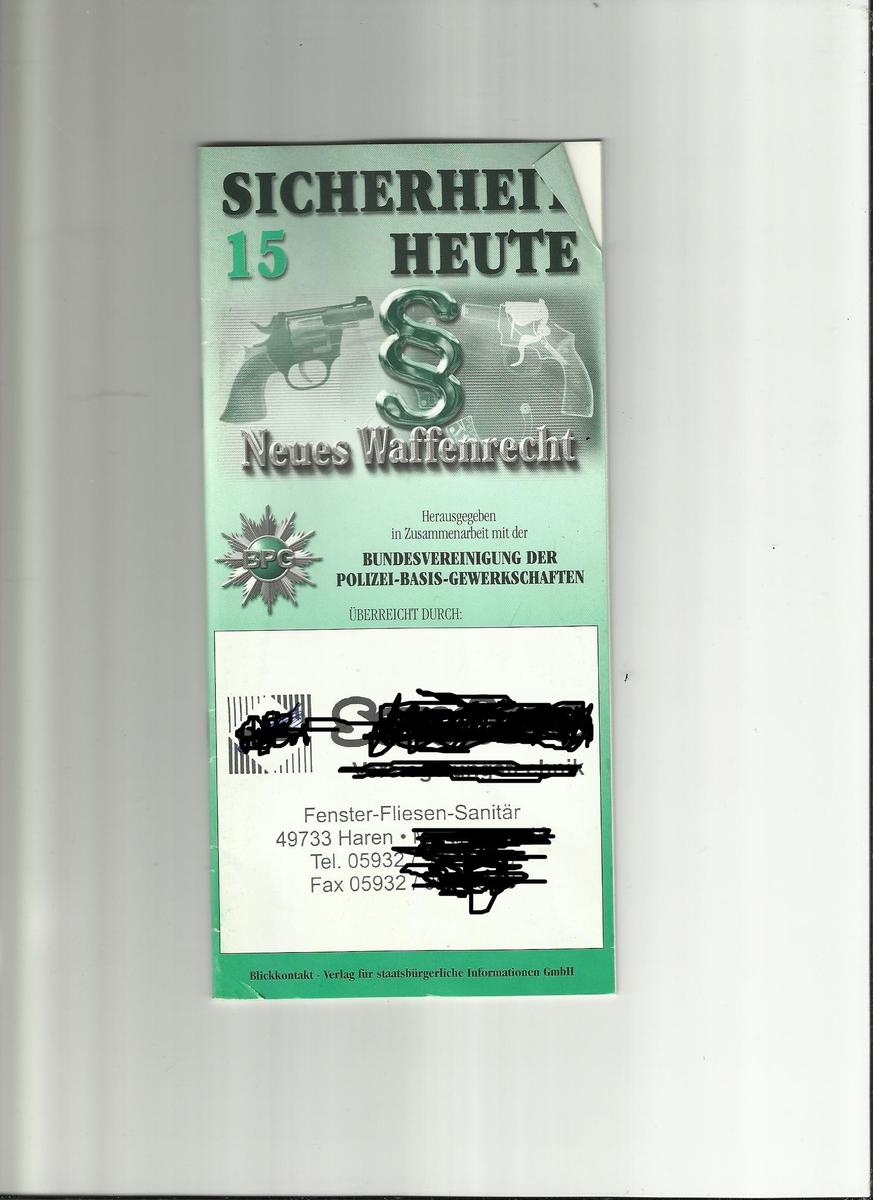 SICHERHEIT
15 HEUTE
§
Neues Waffenrecht
Herausgegeben
in Zusammenarbeit mit der
BPG
BUNDESVEREINIGUNG DER
POLIZEI-BASIS-GEWERKSCHAFTEN
ÜBERREICHT DURCH:
Fenster-Fliesen-Sanitär
49733 Haren •
Tel. 05932 /
Fax 05932 /
Blickkontakt - Verlag für staatsbürgerliche Informationen GmbH